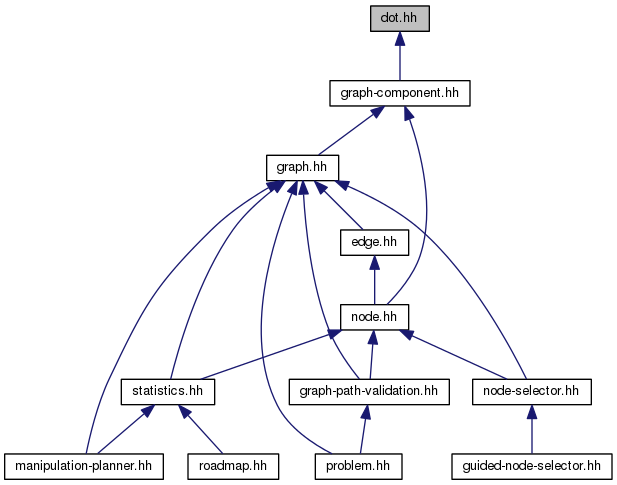 dot.hh
graph-component.hh
graph.hh
edge.hh
node.hh
statistics.hh
graph-path-validation.hh
node-selector.hh
manipulation-planner.hh
roadmap.hh
problem.hh
guided-node-selector.hh